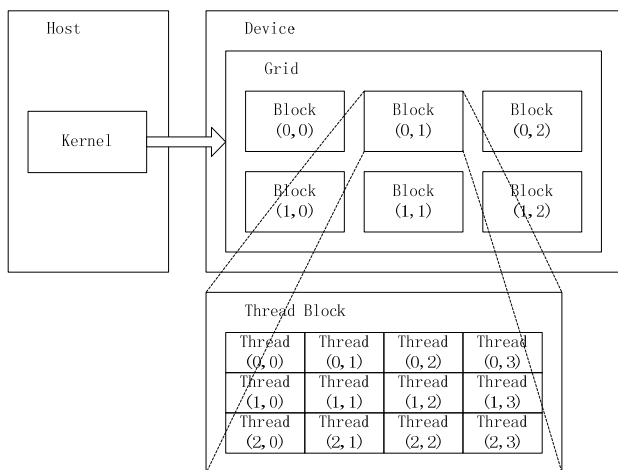 Host
Device
Grid
Kernel
Block
(0,0)
Block
(0,1)
Block
(0,2)
Block
(1,0)
Block
(1,1)
Block
(1,2)
Thread Block
Thread
(0,0)
Thread
(0,1)
Thread
(0,2)
Thread
(0,3)
Thread
(1,0)
Thread
(1,1)
Thread
(1,2)
Thread
(1,3)
Thread
(2,0)
Thread
(2,1)
Thread
(2,2)
Thread
(2,3)